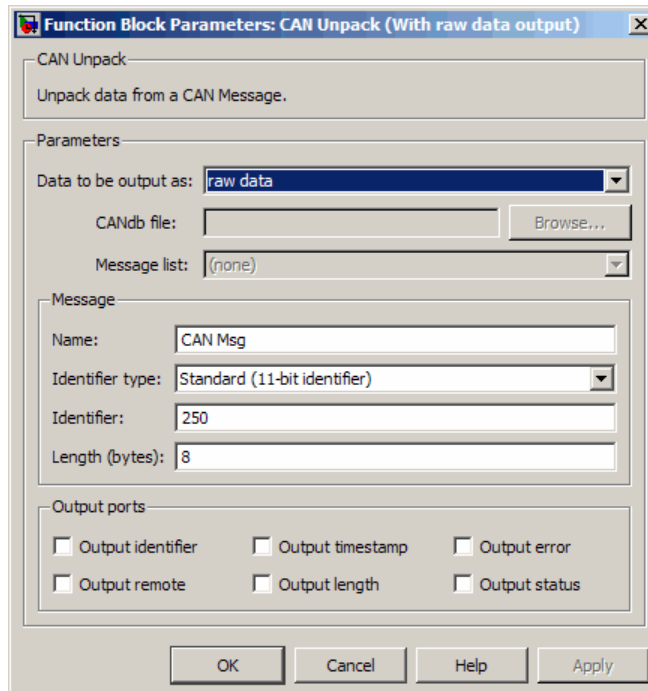 Function Block Parameters: CAN Unpack (With raw data output)
CAN Unpack
Unpack data from a CAN Message.
Parameters
Data to be output as: raw data
CANdb file: Browse...
Message list: (none)
Message
Name: CAN Msg
Identifier type: Standard (11-bit identifier)
Identifier: 250
Length (bytes): 8
Output ports
Output identifier Output timestamp Output error
Output remote Output length Output status
OK Cancel Help Apply